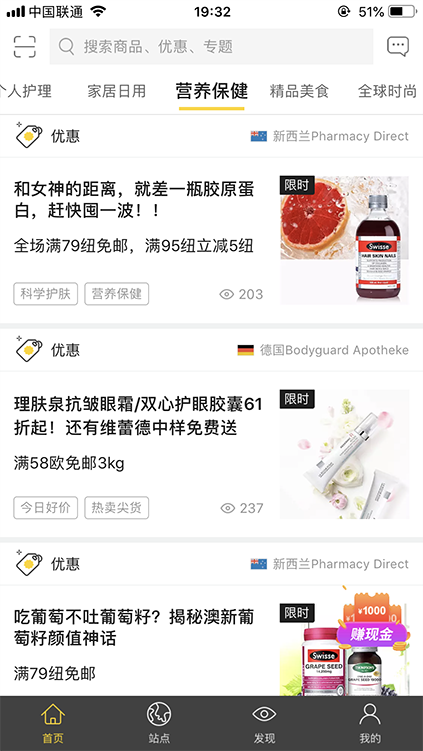 中国联通 19:32 51%
搜索商品、优惠、专题
个人护理 家居日用 营养保健 精品美食 全球时尚
优惠 新西兰Pharmacy Direct
和女神的距离，就差一瓶胶原蛋
白，赶快囤一波！！
全场满79纽免邮，满95纽立减5纽
科学护肤 营养保健 203
限时
Swisse
HAIR SKIN NAILS
优惠 德国Bodyguard Apotheke
理肤泉抗皱眼霜/双心护眼胶囊61
折起！还有维蕾德中样免费送
满58欧免邮3kg
今日好价 热卖尖货 237
限时
优惠 新西兰Pharmacy Direct
吃葡萄不吐葡萄籽？揭秘澳新葡
萄籽颜值神话
满79纽免邮
限时
¥1000
赚现金
Swisse
GRAPE SEED
首页 站点 发现 我的